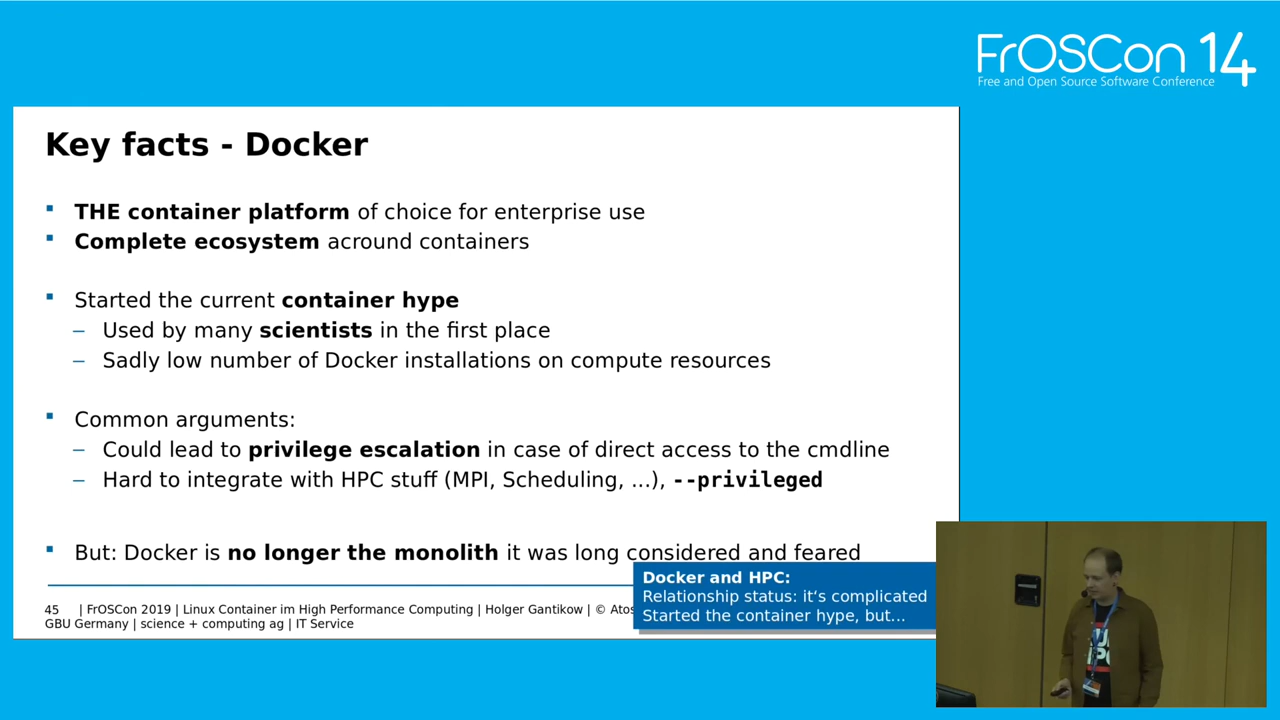 FrOSCon 14
Free and Open Source Software Conference
Key facts - Docker
THE container platform of choice for enterprise use
Complete ecosystem acround containers
Started the current container hype
– Used by many scientists in the first place
– Sadly low number of Docker installations on compute resources
Common arguments:
– Could lead to privilege escalation in case of direct access to the cmdline
– Hard to integrate with HPC stuff (MPI, Scheduling, ...), --privileged
But: Docker is no longer the monolith it was long considered and feared
Docker and HPC:
Relationship status: it‘s complicated
Started the container hype, but...
45 | FrOSCon 2019 | Linux Container im High Performance Computing | Holger Gantikow | © Atos
GBU Germany | science + computing ag | IT Service